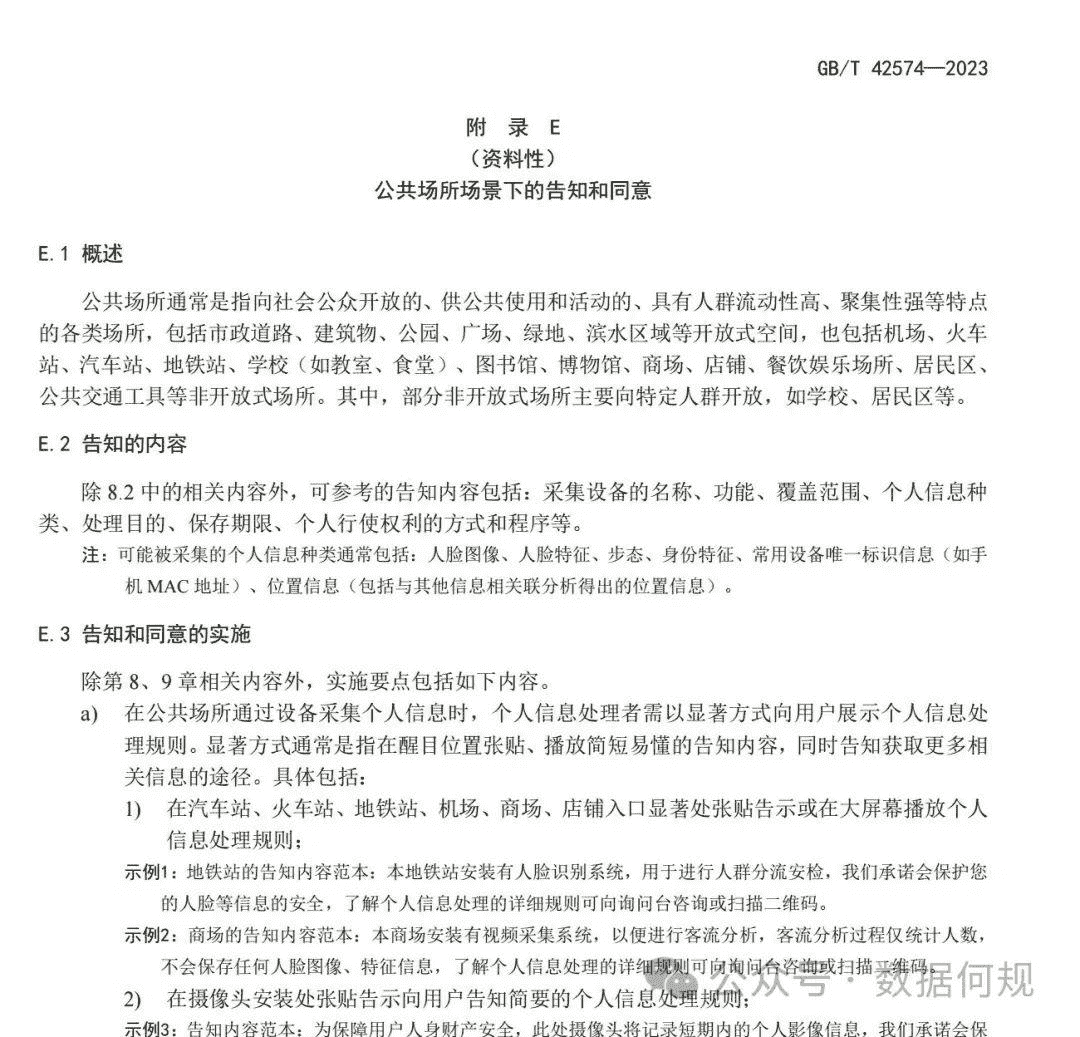 GB/T 42574—2023
附 录 E
（资料性）
公共场所场景下的告知和同意
E.1 概述
公共场所通常是指向社会公众开放的、供公共使用和活动的、具有人群流动性高、聚集性强等特点
的各类场所，包括市政道路、建筑物、公园、广场、绿地、滨水区域等开放式空间，也包括机场、火车
站、汽车站、地铁站、学校（如教室、食堂）、图书馆、博物馆、商场、店铺、餐饮娱乐场所、居民区、
公共交通工具等非开放式场所。其中，部分非开放式场所主要向特定人群开放，如学校、居民区等。
E.2 告知的内容
除 8.2 中的相关内容外，可参考的告知内容包括：采集设备的名称、功能、覆盖范围、个人信息种
类、处理目的、保存期限、个人行使权利的方式和程序等。
注：可能被采集的个人信息种类通常包括：人脸图像、人脸特征、步态、身份特征、常用设备唯一标识信息（如手
机 MAC 地址）、位置信息（包括与其他信息相关联分析得出的位置信息）。
E.3 告知和同意的实施
除第 8、9 章相关内容外，实施要点包括如下内容。
a) 在公共场所通过设备采集个人信息时，个人信息处理者需以显著方式向用户展示个人信息处
理规则。显著方式通常是指在醒目位置张贴、播放简短易懂的告知内容，同时告知获取更多相
关信息的途径。具体包括：
1) 在汽车站、火车站、地铁站、机场、商场、店铺入口显著处张贴告示或在大屏幕播放个人
信息处理规则；
示例1：地铁站的告知内容范本：本地铁站安装有人脸识别系统，用于进行人群分流安检，我们承诺会保护您
的人脸等信息的安全，了解个人信息处理的详细规则可向询问台咨询或扫描二维码。
示例2：商场的告知内容范本：本商场安装有视频采集系统，以便进行客流分析，客流分析过程仅统计人数，
不会保存任何人脸图像、特征信息，了解个人信息处理的详细规则可向询问台咨询或扫描二维码。
2) 在摄像头安装处张贴告示向用户告知简要的个人信息处理规则；
公众号 · 数据何规
示例3：告知内容范本：为保障用户人身财产安全，此处摄像头将记录短期内的个人影像信息，我们承诺会保